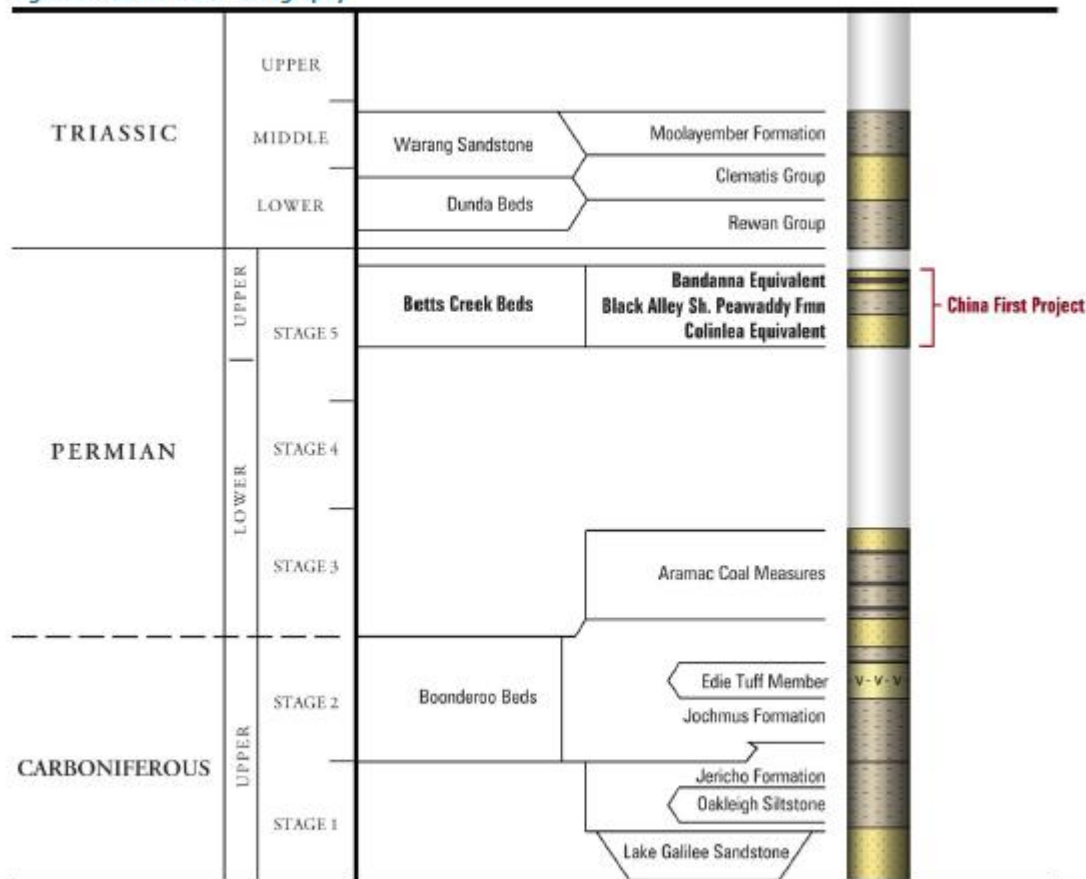 UPPER
TRIASSIC
MIDDLE
LOWER
Warang Sandstone
Dunda Beds
Moolayember Formation
Clematis Group
Rewan Group
PERMIAN
UPPER
LOWER
STAGE 5
STAGE 4
STAGE 3
Betts Creek Beds
Bandanna Equivalent
Black Alley Sh. Peawaddy Fmn
Colinlea Equivalent
China First Project
Aramac Coal Measures
CARBONIFEROUS
UPPER
STAGE 2
STAGE 1
Boonderoo Beds
Edie Tuff Member
v-v-v
Jochmus Formation
Jericho Formation
Oakleigh Siltstone
Lake Galilee Sandstone